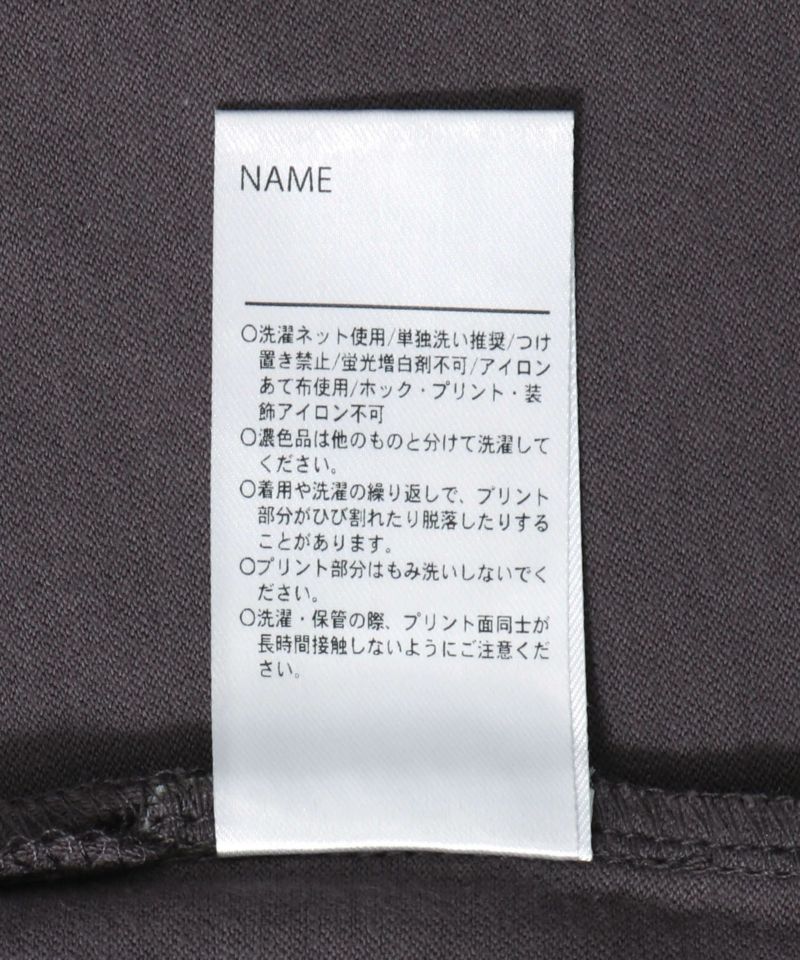 NAME
○洗濯ネット使用/単独洗い推奨/つけ
置き禁止/蛍光増白剤不可/アイロン
あて布使用/ホック・プリント・装
飾アイロン不可
○濃色品は他のものと分けて洗濯して
ください。
○着用や洗濯の繰り返しで、プリント
部分がひび割れたり脱落したりする
ことがあります。
○プリント部分はもみ洗いしないでく
ださい。
○洗濯・保管の際、プリント面同士が
長時間接触しないようにご注意くだ
さい。